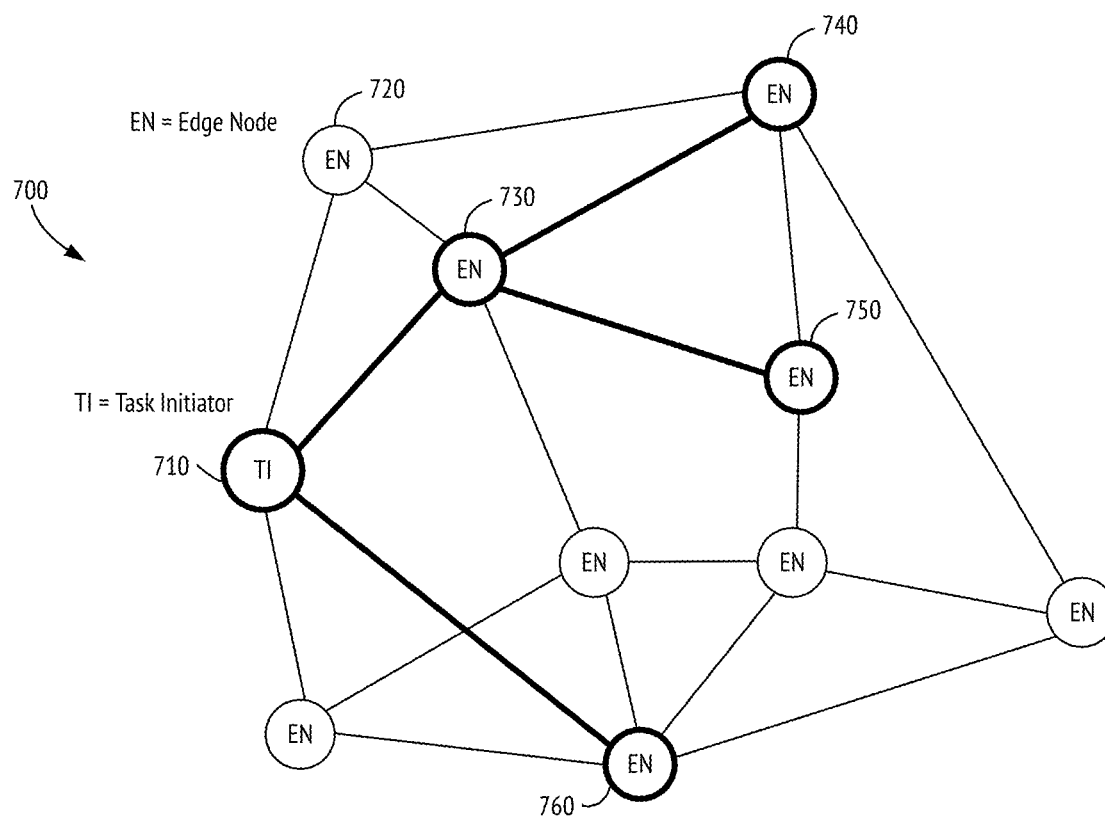 740
EN
720
EN = Edge Node
EN
700
730
EN
750
EN
TI = Task Initiator
710
TI
EN
EN
EN
EN
EN
760